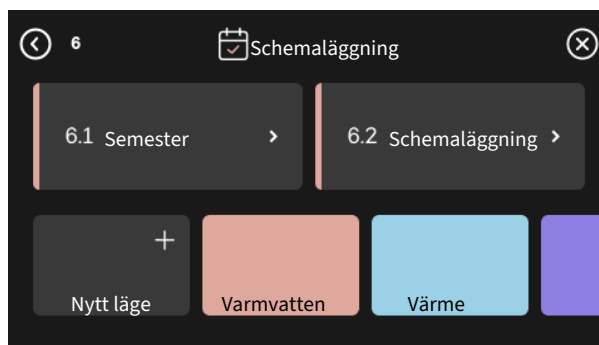 6 Schemaläggning
6.1 Semester
6.2 Schemaläggning
Nytt läge
Varmvatten
Värme